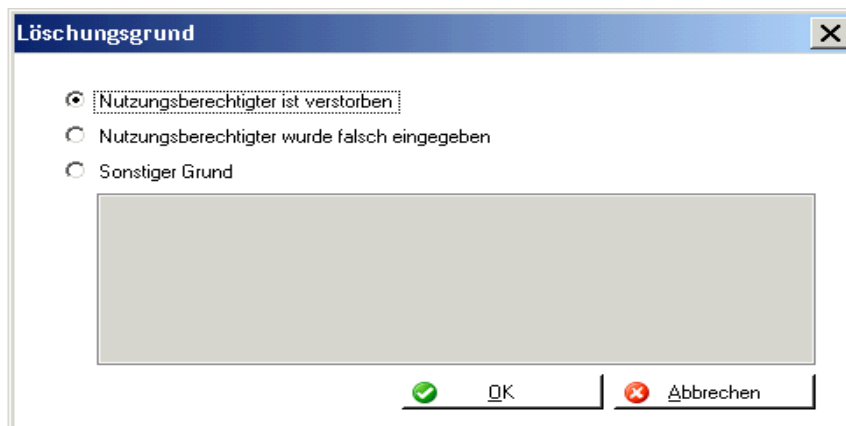 Löschungsgrund
Nutzungsberechtigter ist verstorben
Nutzungsberechtigter wurde falsch eingegeben
Sonstiger Grund
OK
Abbrechen